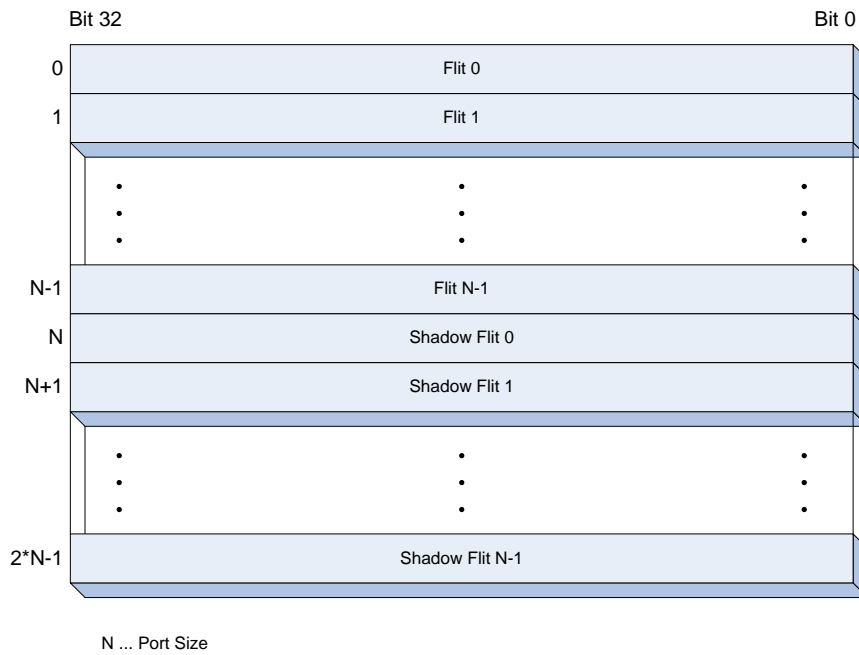 Bit 32 Bit 0
0 Flit 0
1 Flit 1
N-1 Flit N-1
N Shadow Flit 0
N+1 Shadow Flit 1
2*N-1 Shadow Flit N-1
N ... Port Size